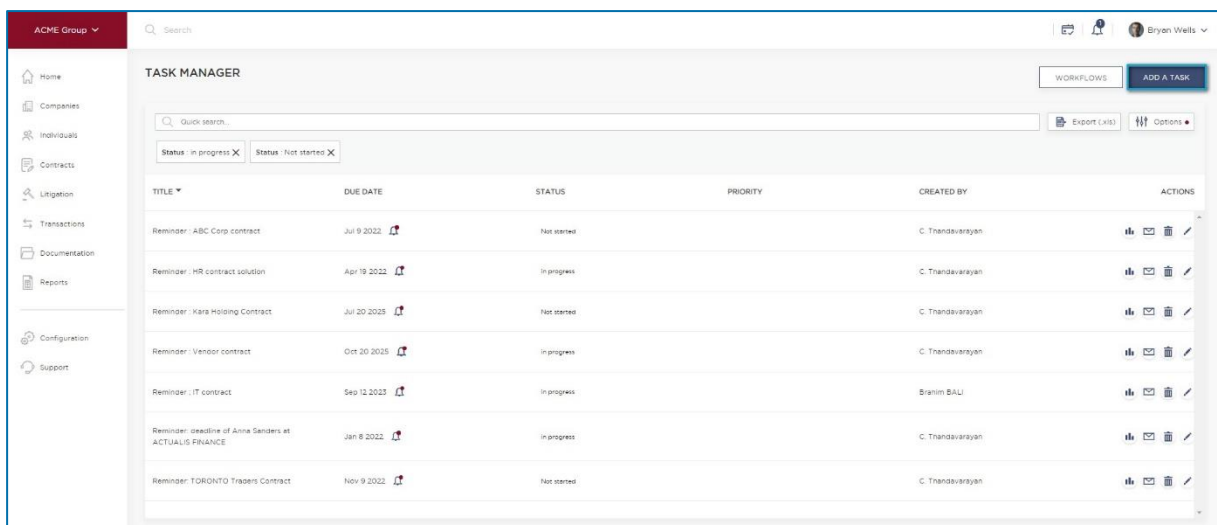 ACME Group
Search
1
Bryan Wells
Home
Companies
Individuals
Contracts
Litigation
Transactions
Documentation
Reports
Configuration
Support
TASK MANAGER
WORKFLOWS
ADD A TASK
Quick search...
Export (.xls)
Options
Status : In progress X
Status : Not started X
TITLE DUE DATE STATUS PRIORITY CREATED BY ACTIONS
Reminder : ABC Corp contract Jul 9 2022 Not started C. Thandavarayan
Reminder : HR contract solution Apr 19 2022 In progress C. Thandavarayan
Reminder : Kara Holding Contract Jul 20 2025 Not started C. Thandavarayan
Reminder : Vendor contract Oct 20 2025 In progress C. Thandavarayan
Reminder : IT contract Sep 12 2023 In progress Branim BALI
Reminder: deadline of Anna Sanders at
ACTUALIS FINANCE Jan 8 2022 In progress C. Thandavarayan
Reminder: TORONTO Traders Contract Nov 9 2022 Not started C. Thandavarayan